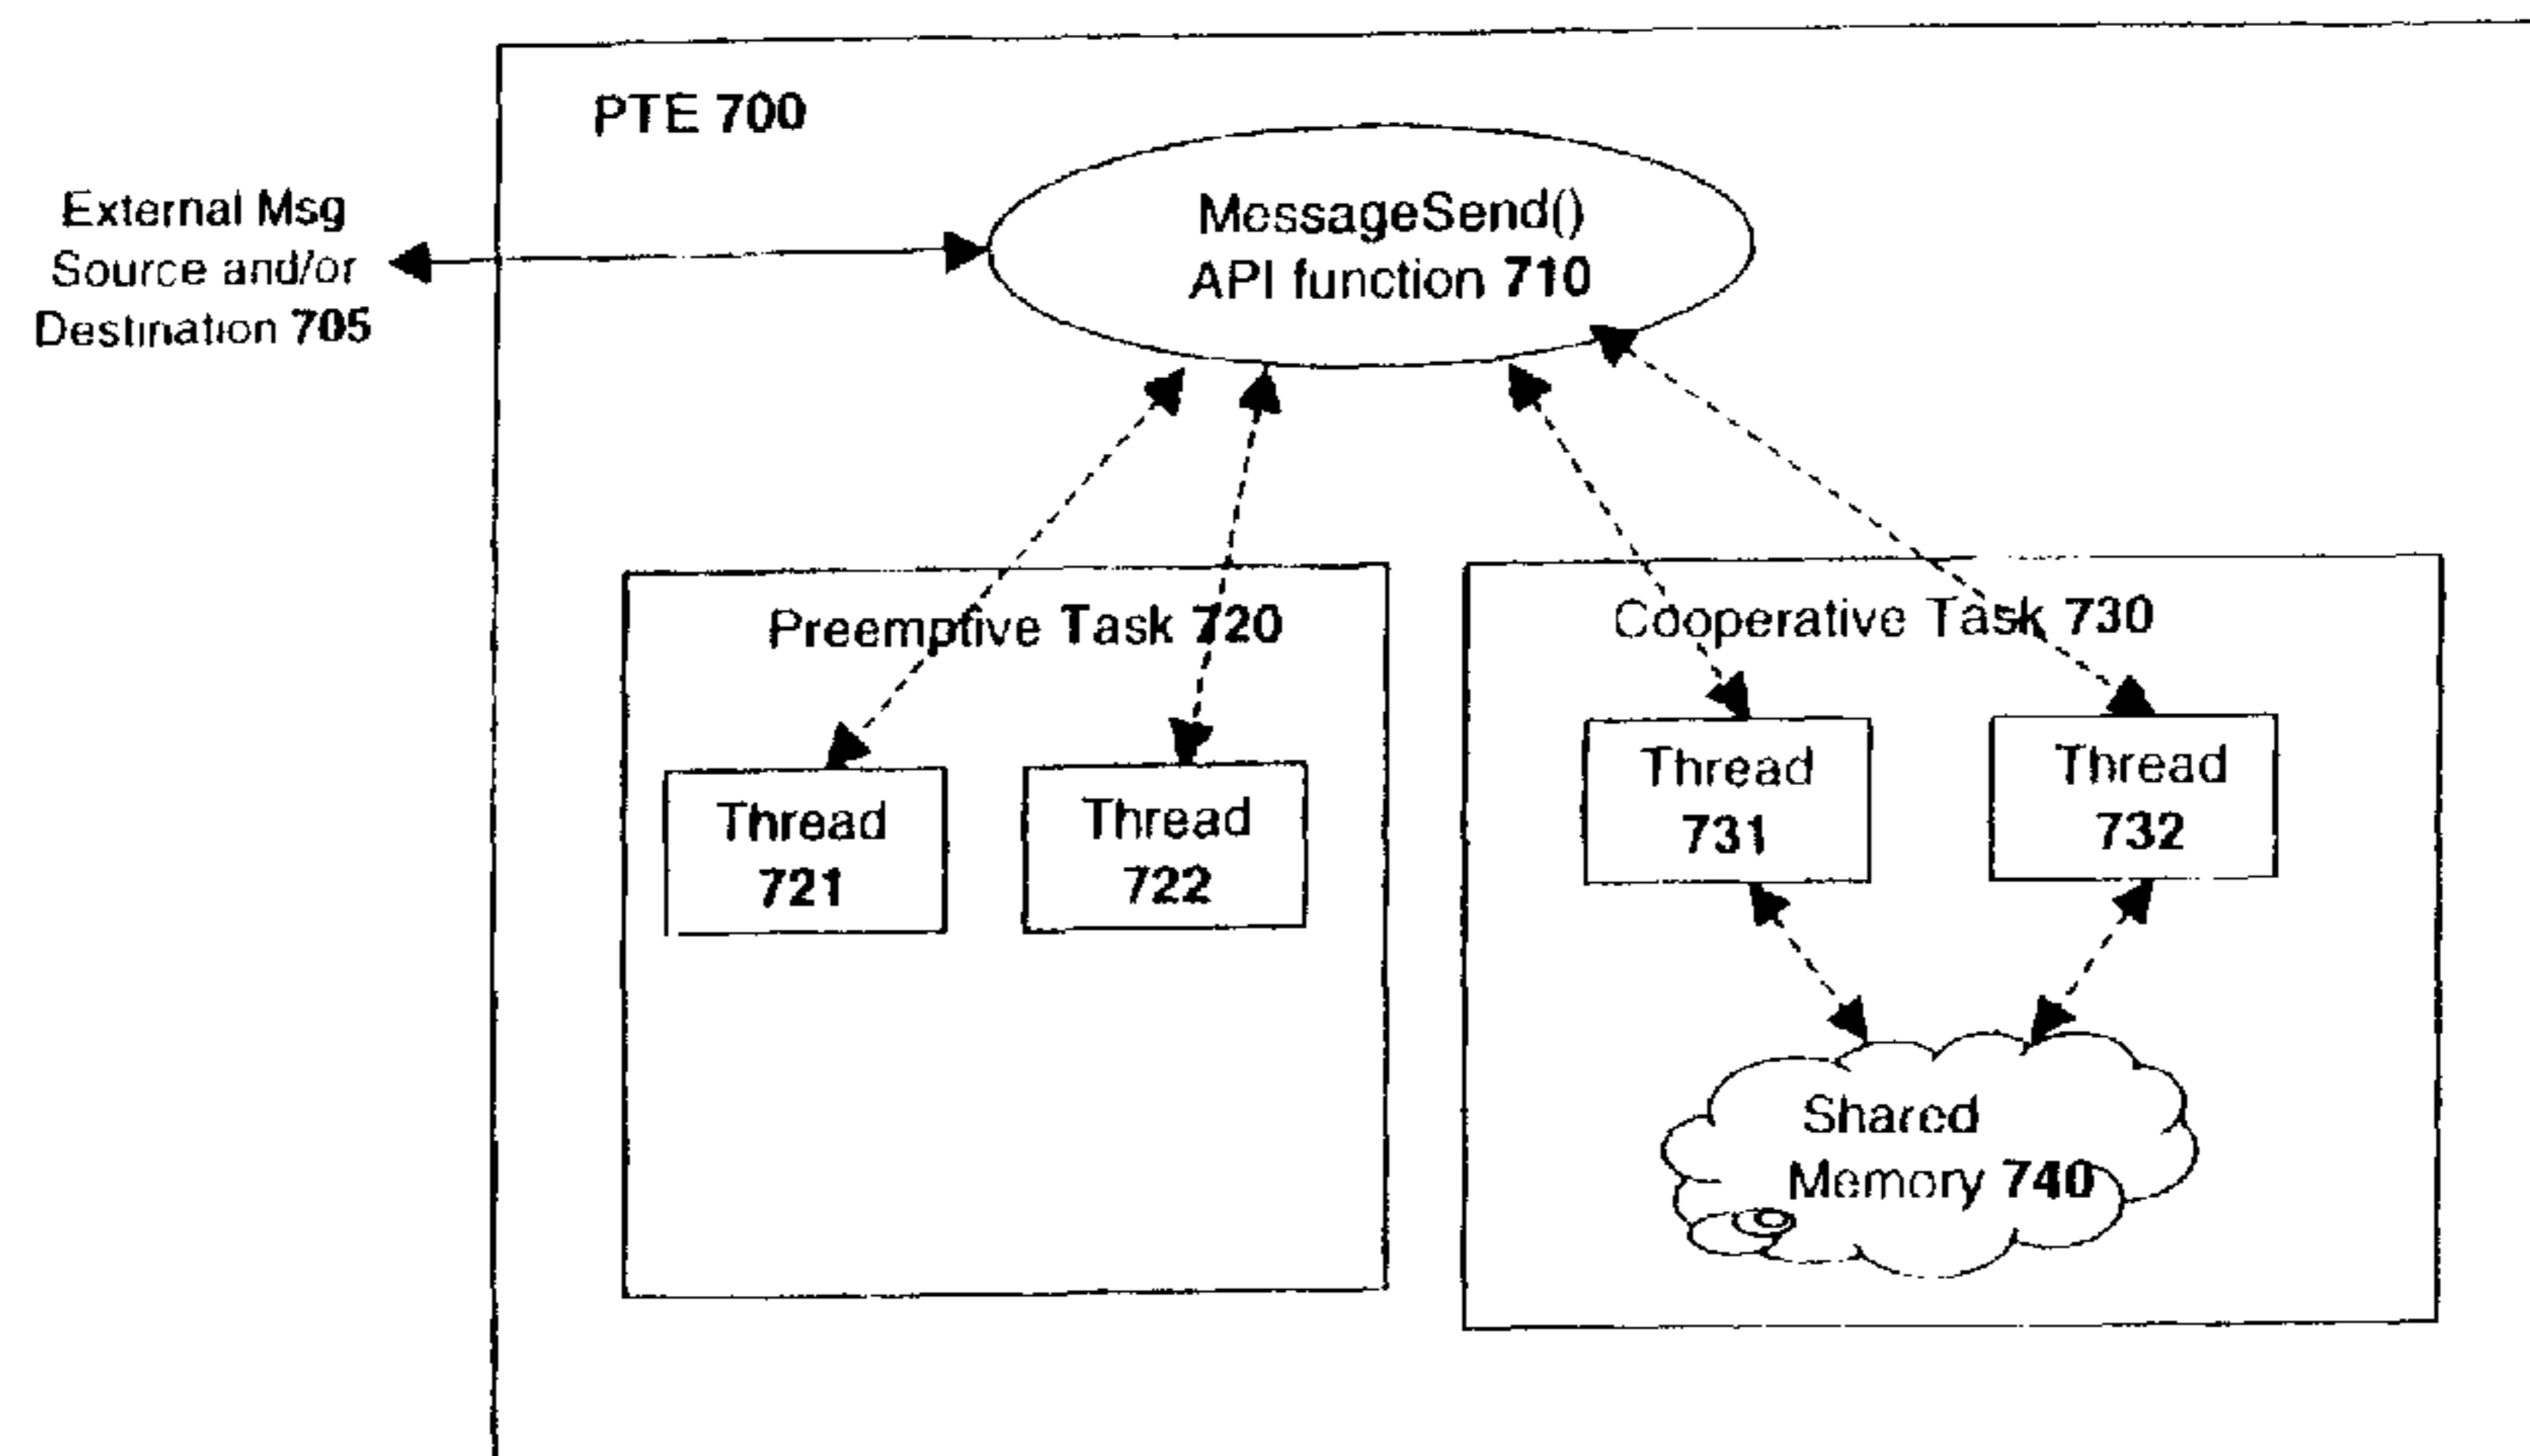 PTE 700
External Msg
Source and/or
Destination 705
MessageSend()
API function 710
Preemptive Task 720
Cooperative Task 730
Thread
721
Thread
722
Thread
731
Thread
732
Shared
Memory 740